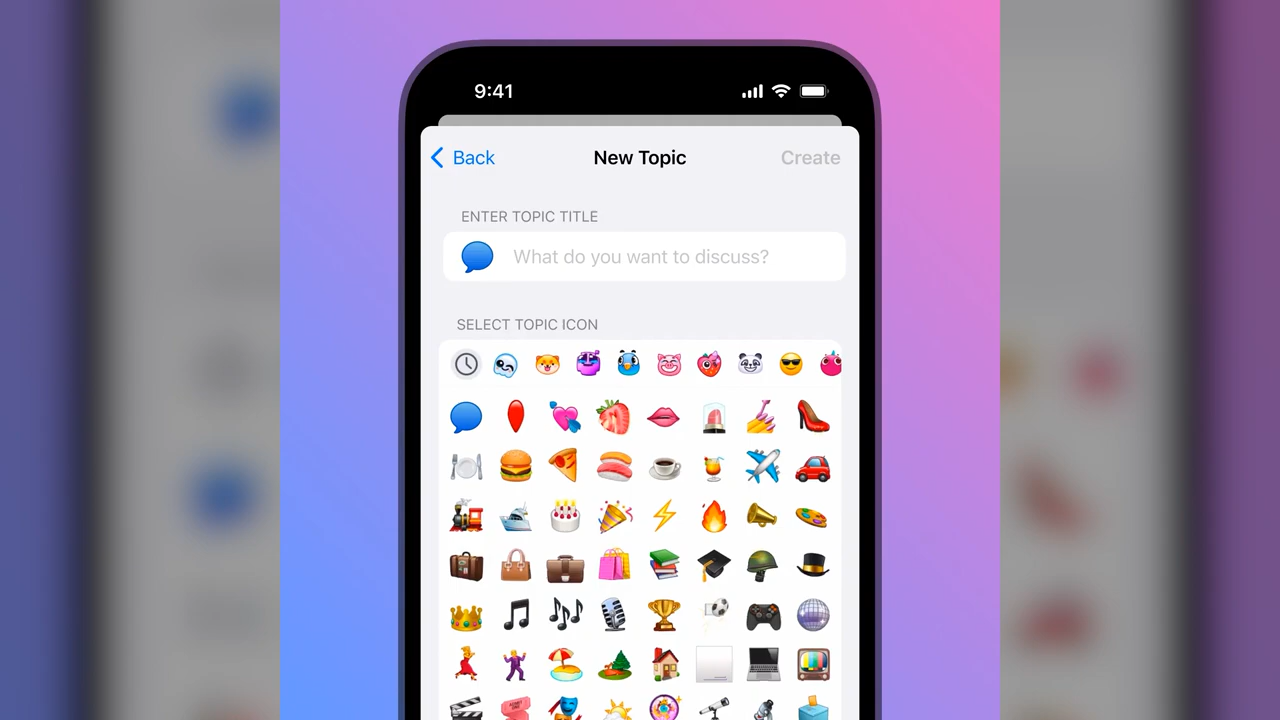 9:41
Back
New Topic
Create
ENTER TOPIC TITLE
What do you want to discuss?
SELECT TOPIC ICON